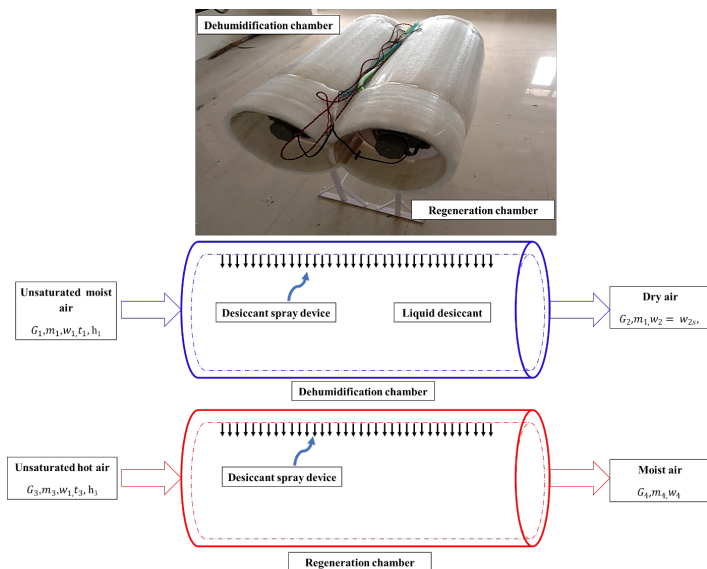 Dehumidification chamber
Regeneration chamber
Unsaturated moist
air
G₁,m₁,w₁,t₁, h₁
Desiccant spray device
Liquid desiccant
Dry air
G₂,m₁,w₂ = w₂ₛ,
Dehumidification chamber
Unsaturated hot air
G₃,m₃,w₁,t₃, h₃
Desiccant spray device
Moist air
G₄,m₄,w₄
Regeneration chamber